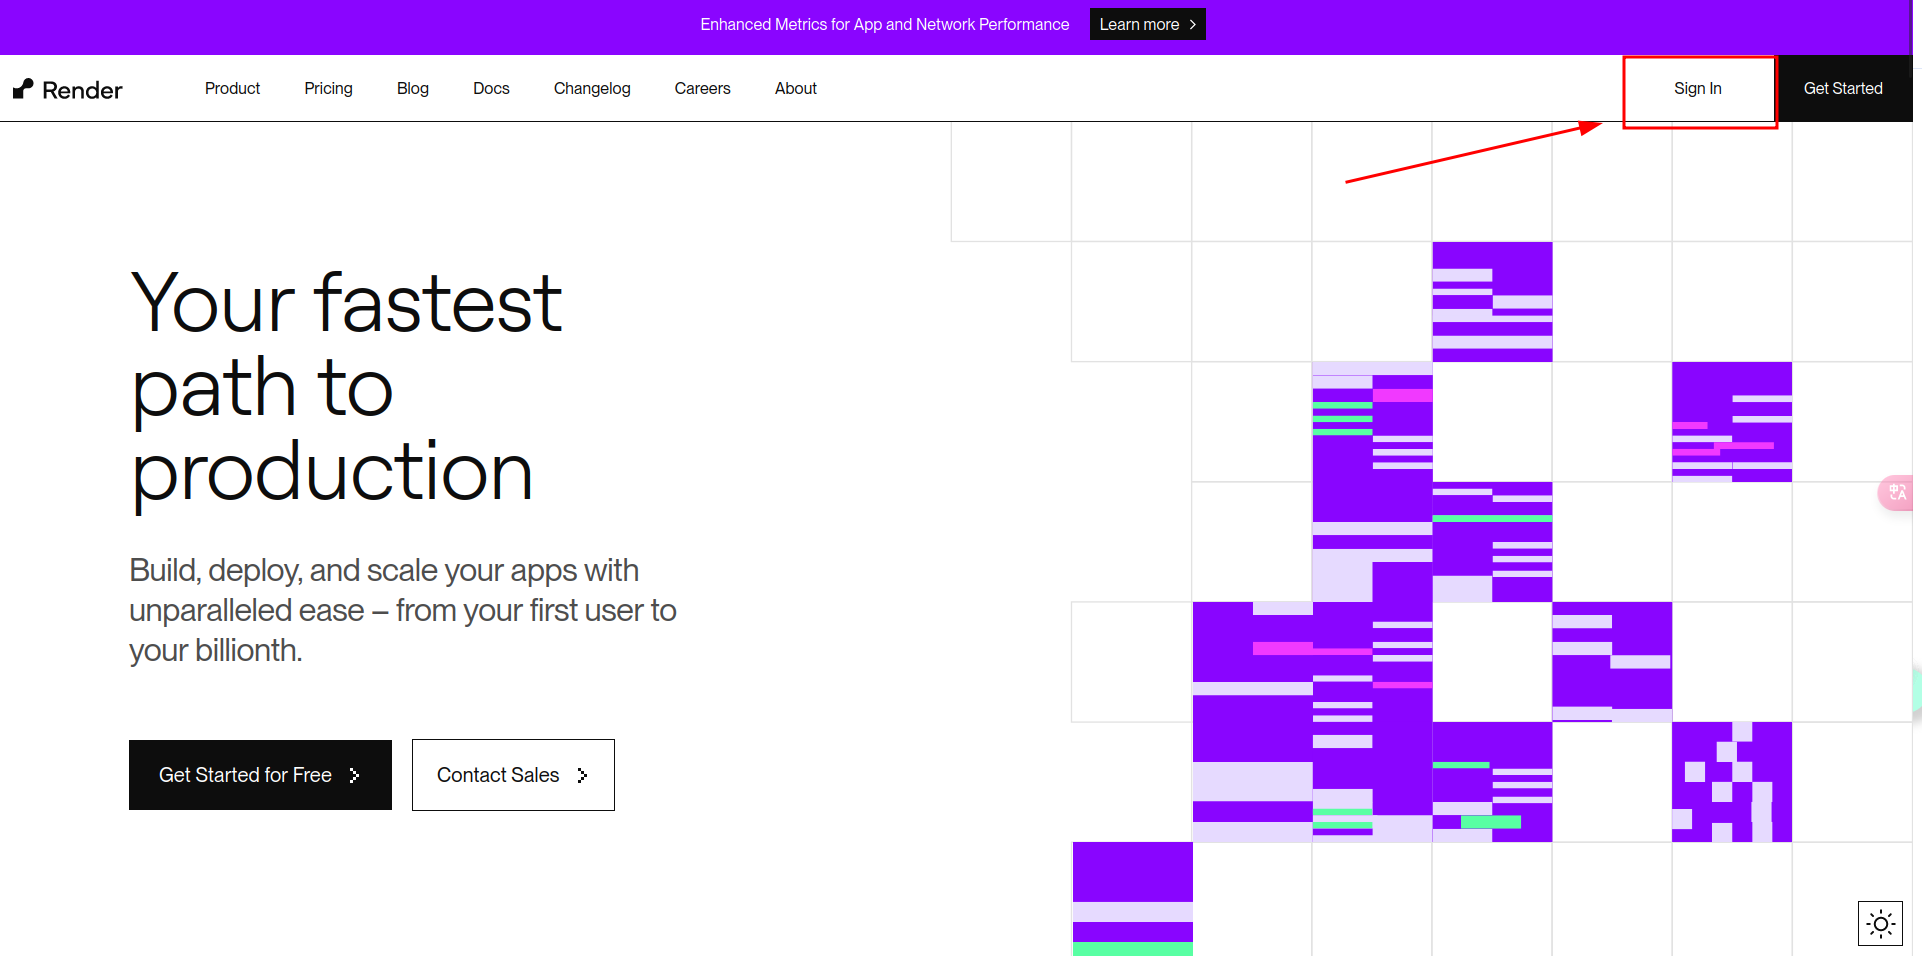 Enhanced Metrics for App and Network Performance Learn more
Render Product Pricing Blog Docs Changelog Careers About Sign In Get Started
Your fastest
path to
production
Build, deploy, and scale your apps with
unparalleled ease – from your first user to
your billionth.
Get Started for Free Contact Sales
中A